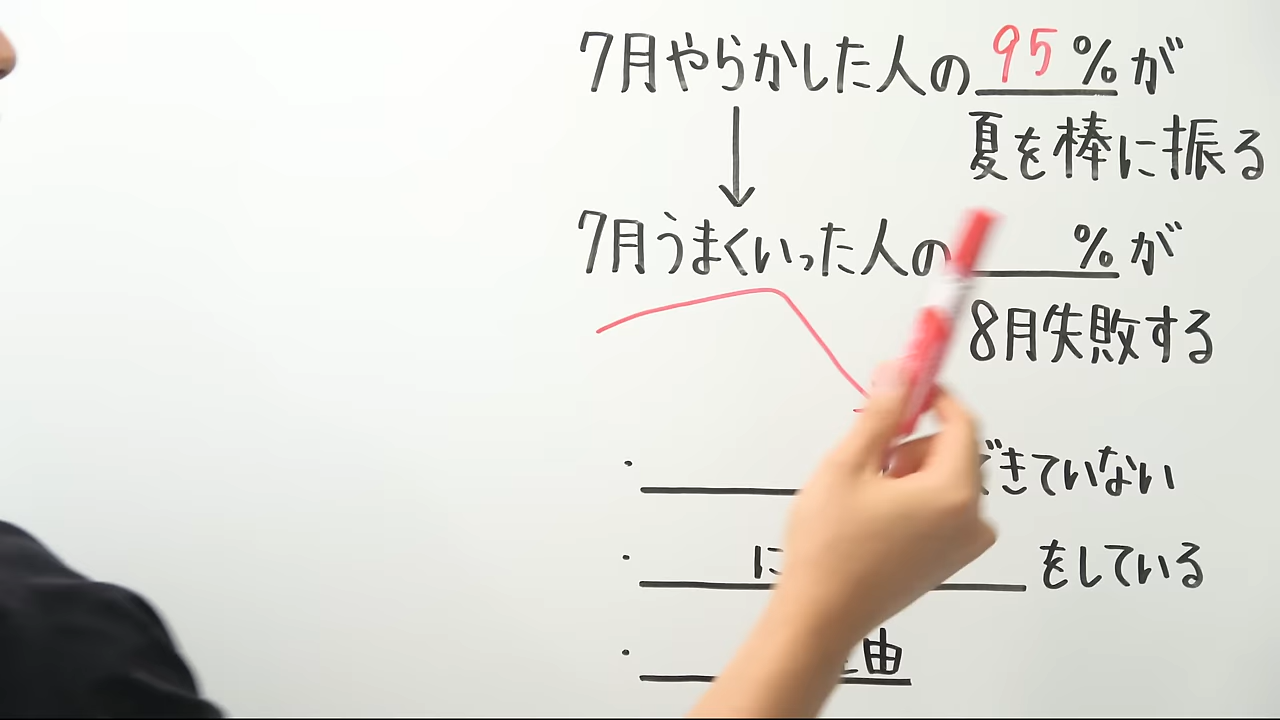 7月やらかした人の 95 % が
夏を棒に振る
7月うまくいった人の % が
8月失敗する
・ できていない
・ に をしている
・ 由